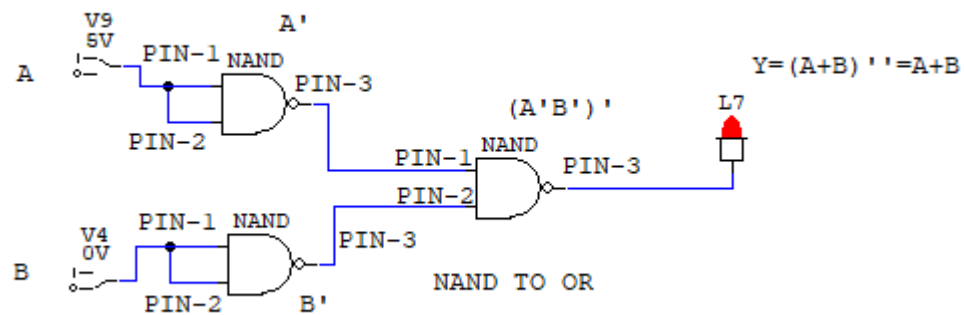 V9
5V
A'
PIN-1
NAND
A
PIN-3
PIN-2
Y=(A+B)''=A+B
L7
(A'B')'
NAND
PIN-1
PIN-3
PIN-2
V4
0V
PIN-1
NAND
PIN-3
B
PIN-2
B'
NAND TO OR